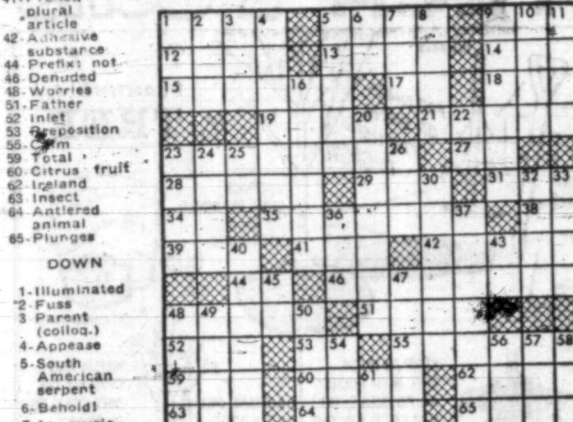 plural
article
42-Adhesive
substance
44-Prefix: not
46-Denuded
48-Worries
51-Father
52 Inlet
53 Preposition
55-
59 Total
60-Citrus fruit
62-Ireland
63-Insect
64 Antlered
animal
65-Plunges
DOWN
1-Illuminated
2-Fuss
3 Parent
(colloq.)
4-Appease
5-South
American
serpent
6-Behold!
1 2 3 4 5 6 7 8 9 10 11
12 13 14
15 16 17 18
19 20 21 22
23 24 25 26 27
28 29 30 31 32 33
34 35 36 37 38
39 40 41 42 43
44 45 46 47
48 49 50 51
52 53 54 55 56 57 58
59 60 61 62
63 64 65